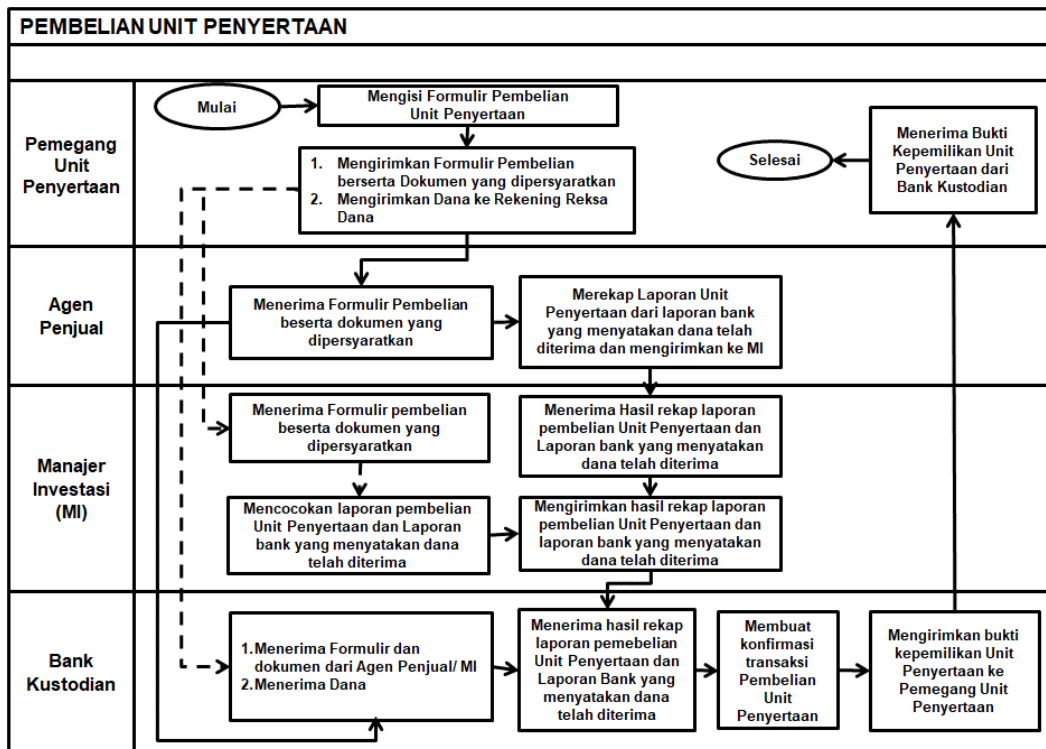 PEMBELIAN UNIT PENYERTAAN
Pemegang
Unit
Penyertaan
Mulai
Mengisi Formulir Pembelian
Unit Penyertaan
1. Mengirimkan Formulir Pembelian
berserta Dokumen yang dipersyaratkan
2. Mengirimkan Dana ke Rekening Reksa
Dana
Selesai
Menerima Bukti
Kepemilikan Unit
Penyertaan dari
Bank Kustodian
Agen
Penjual
Menerima Formulir Pembelian
beserta dokumen yang
dipersyaratkan
Merekap Laporan Unit
Penyertaan dari laporan bank
yang menyatakan dana telah
diterima dan mengirimkan ke MI
Manajer
Investasi
(MI)
Menerima Formulir pembelian
beserta dokumen yang
dipersyaratkan
Menerima Hasil rekap laporan
pembelian Unit Penyertaan dan
Laporan bank yang menyatakan
dana telah diterima
Mencocokan laporan pembelian
Unit Penyertaan dan Laporan
bank yang menyatakan dana
telah diterima
Mengirimkan hasil rekap laporan
pembelian Unit Penyertaan dan
laporan bank yang menyatakan
dana telah diterima
Bank
Kustodian
1.Menerima Formulir dan
dokumen dari Agen Penjual/ MI
2.Menerima Dana
Menerima hasil rekap
laporan pemebelian
Unit Penyertaan dan
Laporan Bank yang
menyatakan dana
telah diterima
Membuat
konfirmasi
transaksi
Pembelian
Unit
Penyertaan
Mengirimkan bukti
kepemilikan Unit
Penyertaan ke
Pemegang Unit
Penyertaan